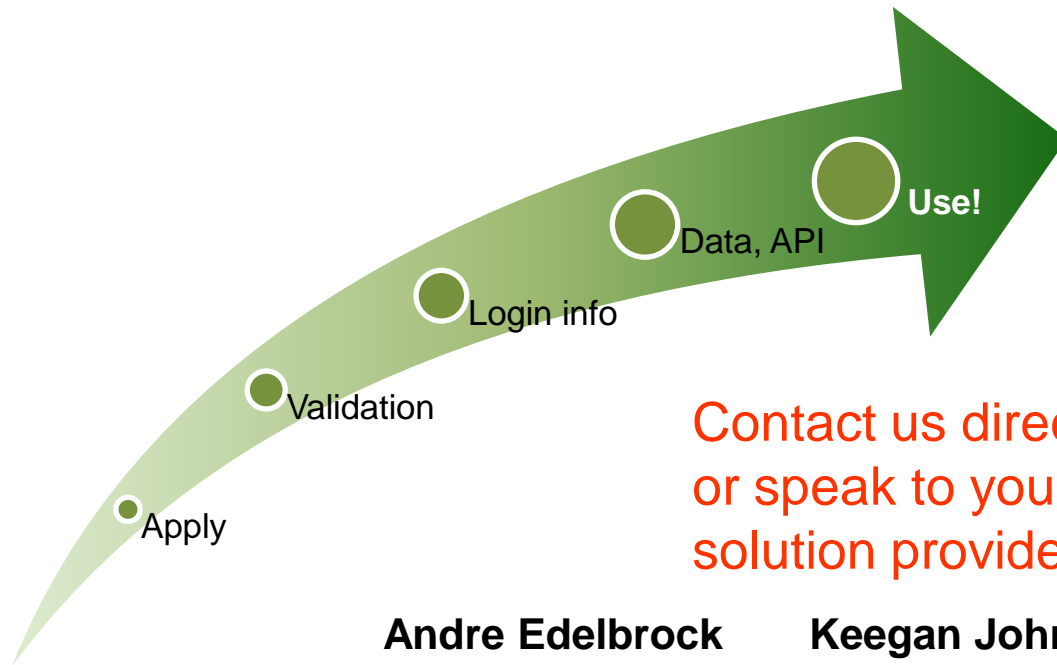 Use!
Data, API
Login info
Validation
Apply
Contact us
or speak to
solution
Andre Edelbrock Keegan